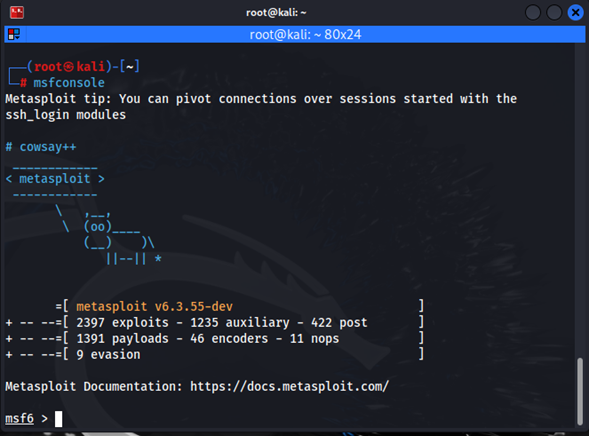 root@kali: ~
root@kali: ~ 80x24
┌──(root㉿kali)-[~]
└─# msfconsole
Metasploit tip: You can pivot connections over sessions started with the
ssh_login modules
# cowsay++
 ____________
< metasploit >
 ------------
       \   ,__,
        \  (oo)____
           (__)    )\
              ||--|| *
       =[ metasploit v6.3.55-dev                          ]
+ -- --=[ 2397 exploits - 1235 auxiliary - 422 post       ]
+ -- --=[ 1391 payloads - 46 encoders - 11 nops           ]
+ -- --=[ 9 evasion                                       ]
Metasploit Documentation: https://docs.metasploit.com/
msf6 >